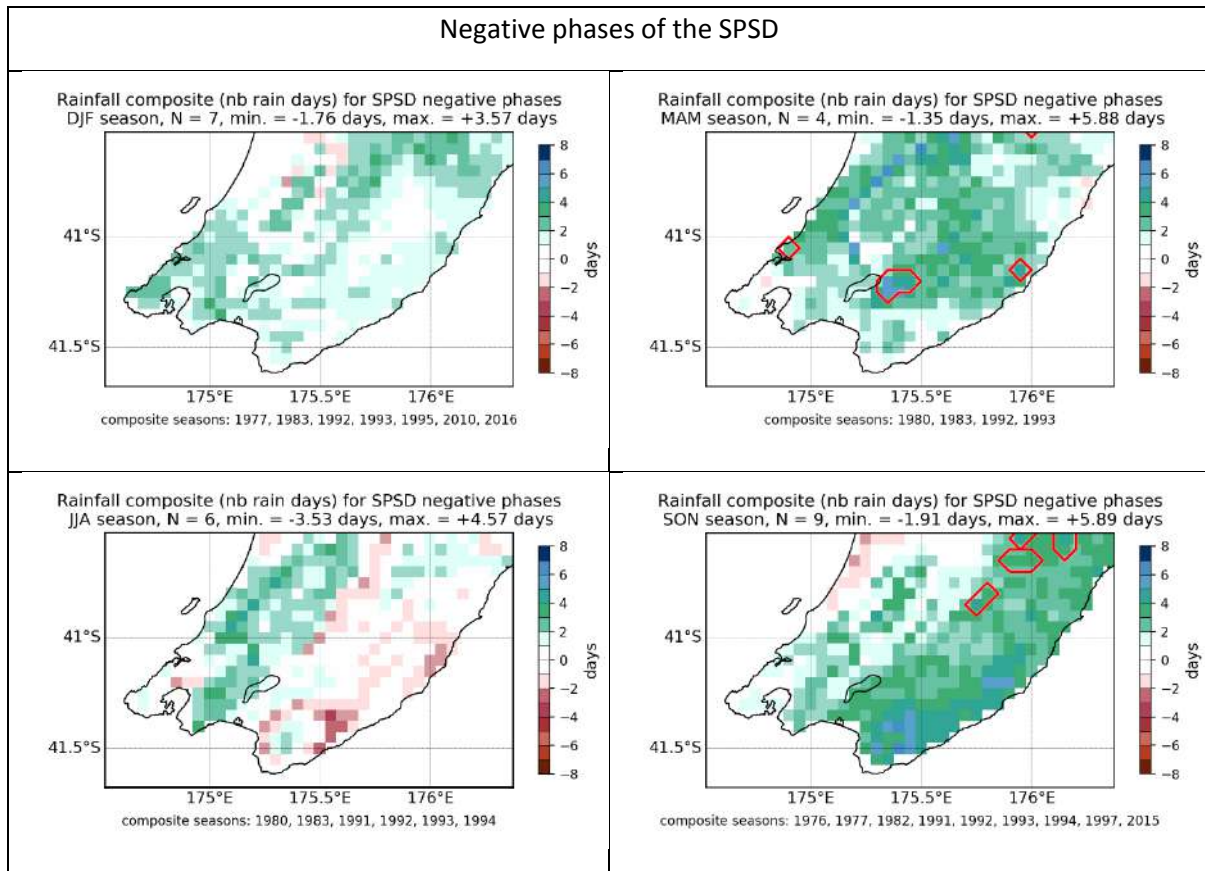 Negative phases of the SPSD
Rainfall composite (nb rain days) for SPSD negative phases
DJF season, N = 7, min. = -1.76 days, max. = +3.57 days
41°S
41.5°S
175°E 175.5°E 176°E
8
6
4
2
0
−2
−4
−6
−8
days
composite seasons: 1977, 1983, 1992, 1993, 1995, 2010, 2016
Rainfall composite (nb rain days) for SPSD negative phases
MAM season, N = 4, min. = -1.35 days, max. = +5.88 days
41°S
41.5°S
175°E 175.5°E 176°E
8
6
4
2
0
−2
−4
−6
−8
days
composite seasons: 1980, 1983, 1992, 1993
Rainfall composite (nb rain days) for SPSD negative phases
JJA season, N = 6, min. = -3.53 days, max. = +4.57 days
41°S
41.5°S
175°E 175.5°E 176°E
8
6
4
2
0
−2
−4
−6
−8
days
composite seasons: 1980, 1983, 1991, 1992, 1993, 1994
Rainfall composite (nb rain days) for SPSD negative phases
SON season, N = 9, min. = -1.91 days, max. = +5.89 days
41°S
41.5°S
175°E 175.5°E 176°E
8
6
4
2
0
−2
−4
−6
−8
days
composite seasons: 1976, 1977, 1982, 1991, 1992, 1993, 1994, 1997, 2015